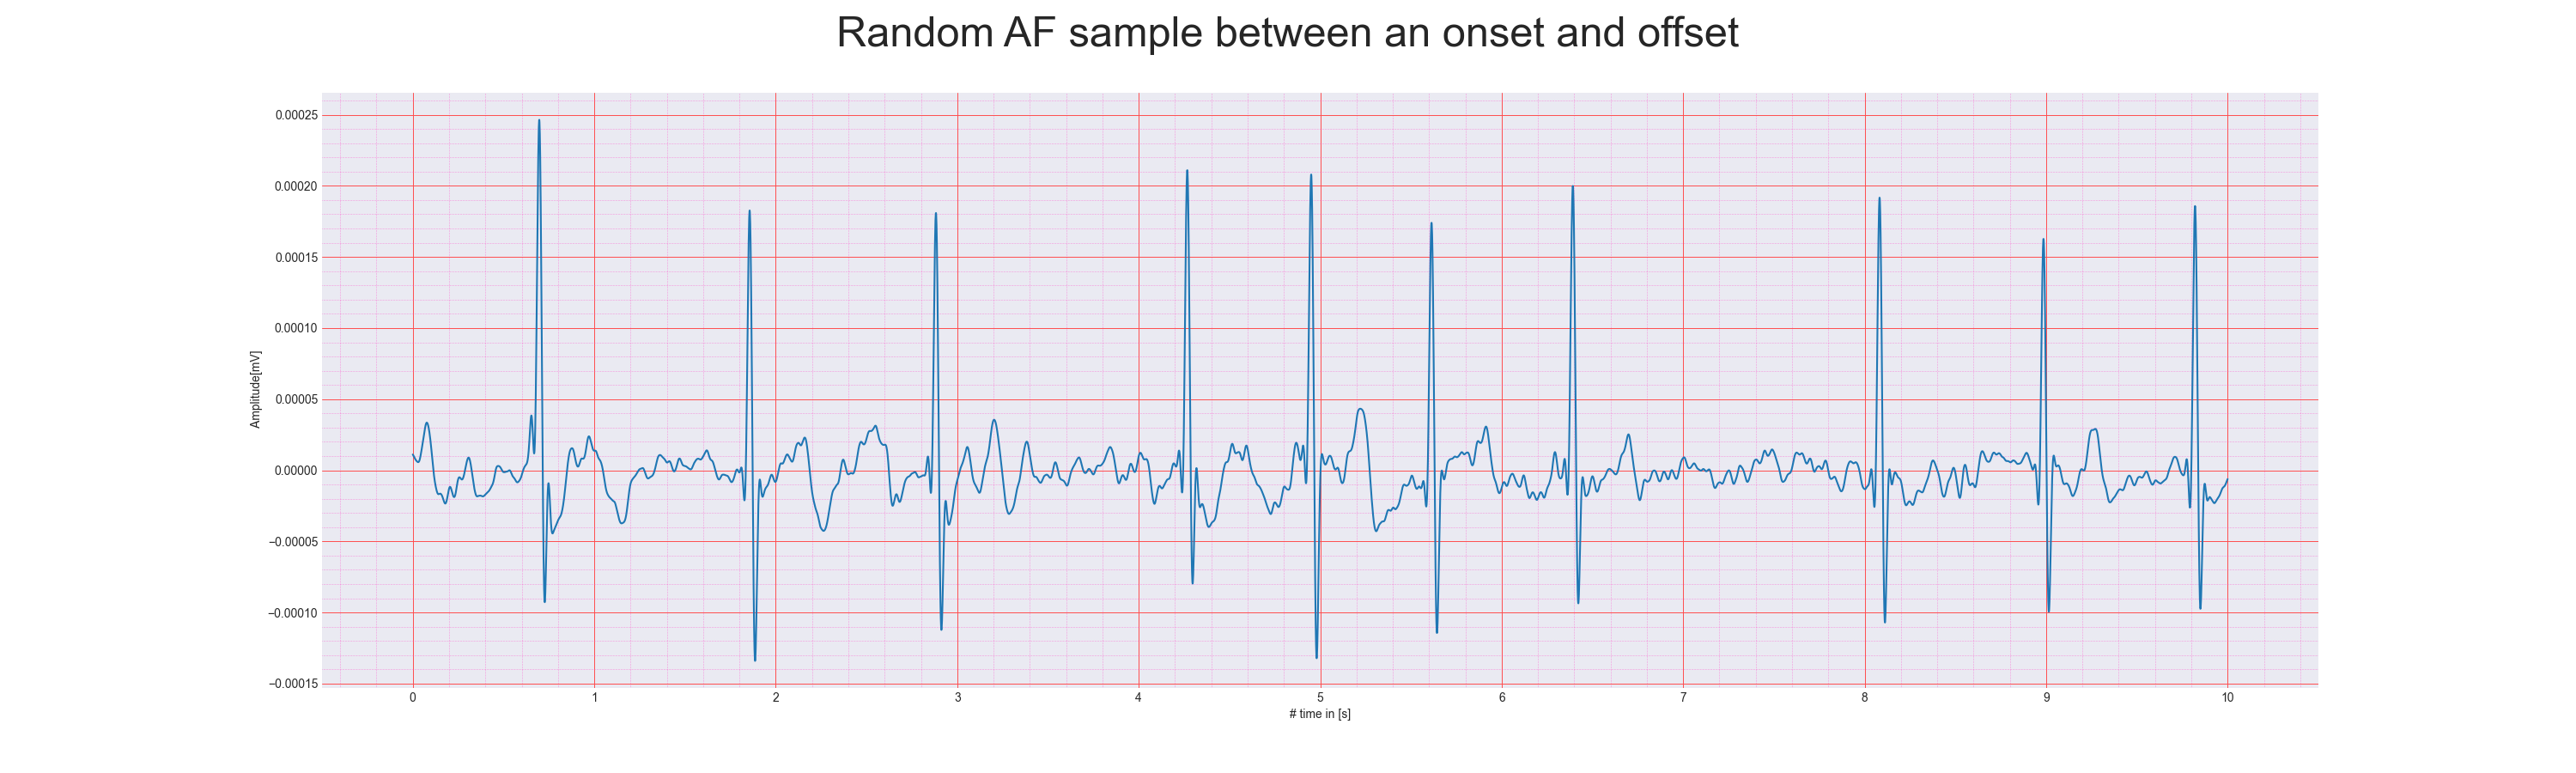 Random AF sample between an onset and offset
0.00025
0.00020
0.00015
0.00010
0.00005
0.00000
−0.00005
−0.00010
−0.00015
Amplitude[mV]
0 1 2 3 4 5 6 7 8 9 10
# time in [s]